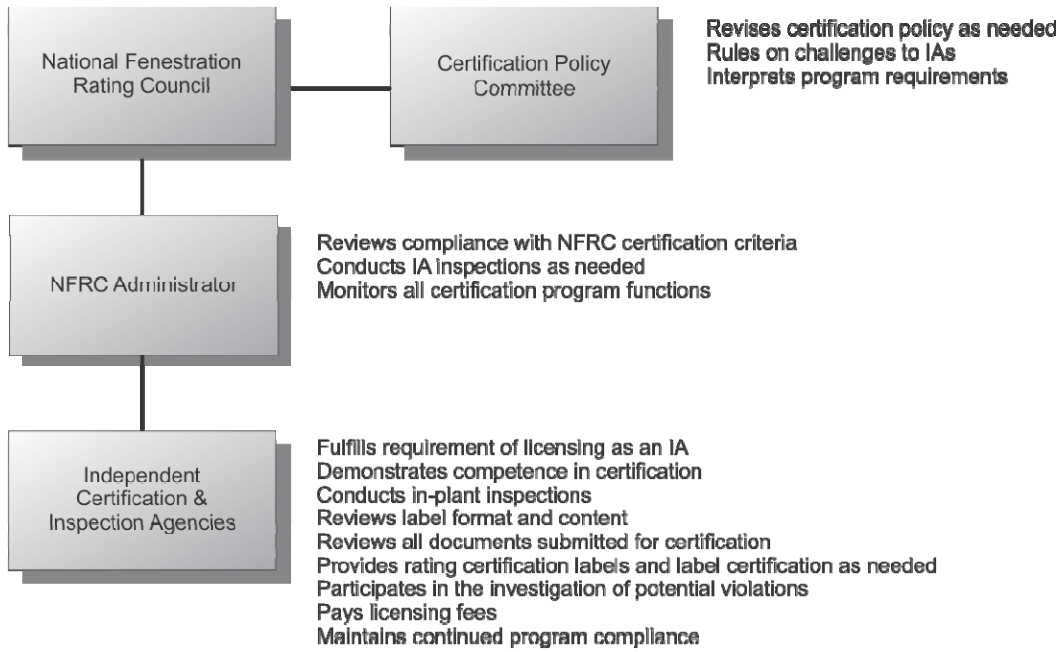 National Fenestration
Rating Council
Certification Policy
Committee
Revises certification policy as needed
Rules on challenges to IAs
Interprets program requirements
NFRC Administrator
Reviews compliance with NFRC certification criteria
Conducts IA inspections as needed
Monitors all certification program functions
Independent
Certification &
Inspection Agencies
Fulfills requirement of licensing as an IA
Demonstrates competence in certification
Conducts in-plant inspections
Reviews label format and content
Reviews all documents submitted for certification
Provides rating certification labels and label certification as needed
Participates in the investigation of potential violations
Pays licensing fees
Maintains continued program compliance